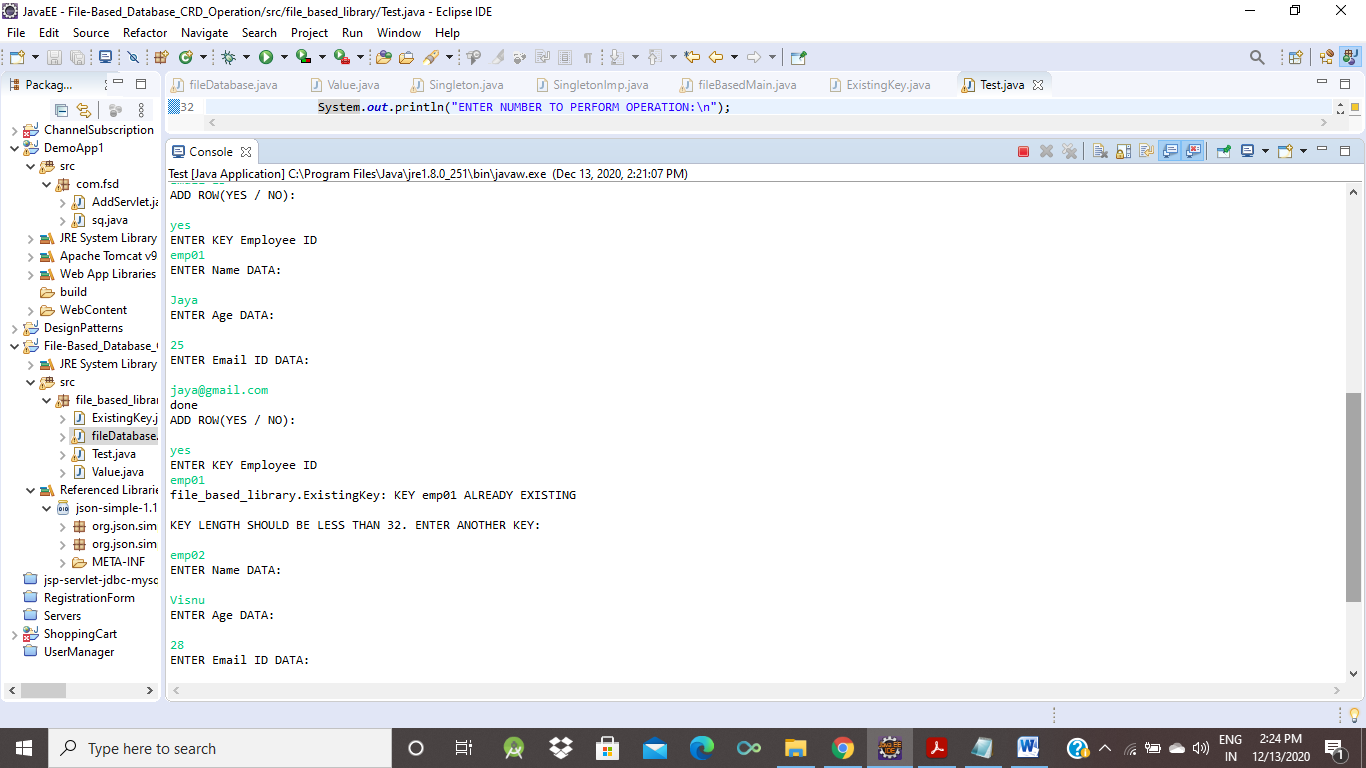 JavaEE - File-Based_Database_CRD_Operation/src/file_based_library/Test.java - Eclipse IDE
File Edit Source Refactor Navigate Search Project Run Window Help
Packag...
fileDatabase.java Value.java Singleton.java SingletonImp.java fileBasedMain.java ExistingKey.java Test.java
32 System.out.println("ENTER NUMBER TO PERFORM OPERATION:\n");
ChannelSubscription
DemoApp1
src
com.fsd
AddServlet.ja
sq.java
JRE System Library
Apache Tomcat v9
Web App Libraries
build
WebContent
DesignPatterns
File-Based_Database_
JRE System Library
src
file_based_librar
ExistingKey.j
fileDatabase.
Test.java
Value.java
Referenced Librarie
json-simple-1.1
org.json.sim
org.json.sim
META-INF
jsp-servlet-jdbc-mysq
RegistrationForm
Servers
ShoppingCart
UserManager
Console
Test [Java Application] C:\Program Files\Java\jre1.8.0_251\bin\javaw.exe (Dec 13, 2020, 2:21:07 PM)
ADD ROW(YES / NO):
yes
ENTER KEY Employee ID
emp01
ENTER Name DATA:
Jaya
ENTER Age DATA:
25
ENTER Email ID DATA:
jaya@gmail.com
done
ADD ROW(YES / NO):
yes
ENTER KEY Employee ID
emp01
file_based_library.ExistingKey: KEY emp01 ALREADY EXISTING
KEY LENGTH SHOULD BE LESS THAN 32. ENTER ANOTHER KEY:
emp02
ENTER Name DATA:
Visnu
ENTER Age DATA:
28
ENTER Email ID DATA:
Type here to search
ENG
IN
2:24 PM
12/13/2020
1